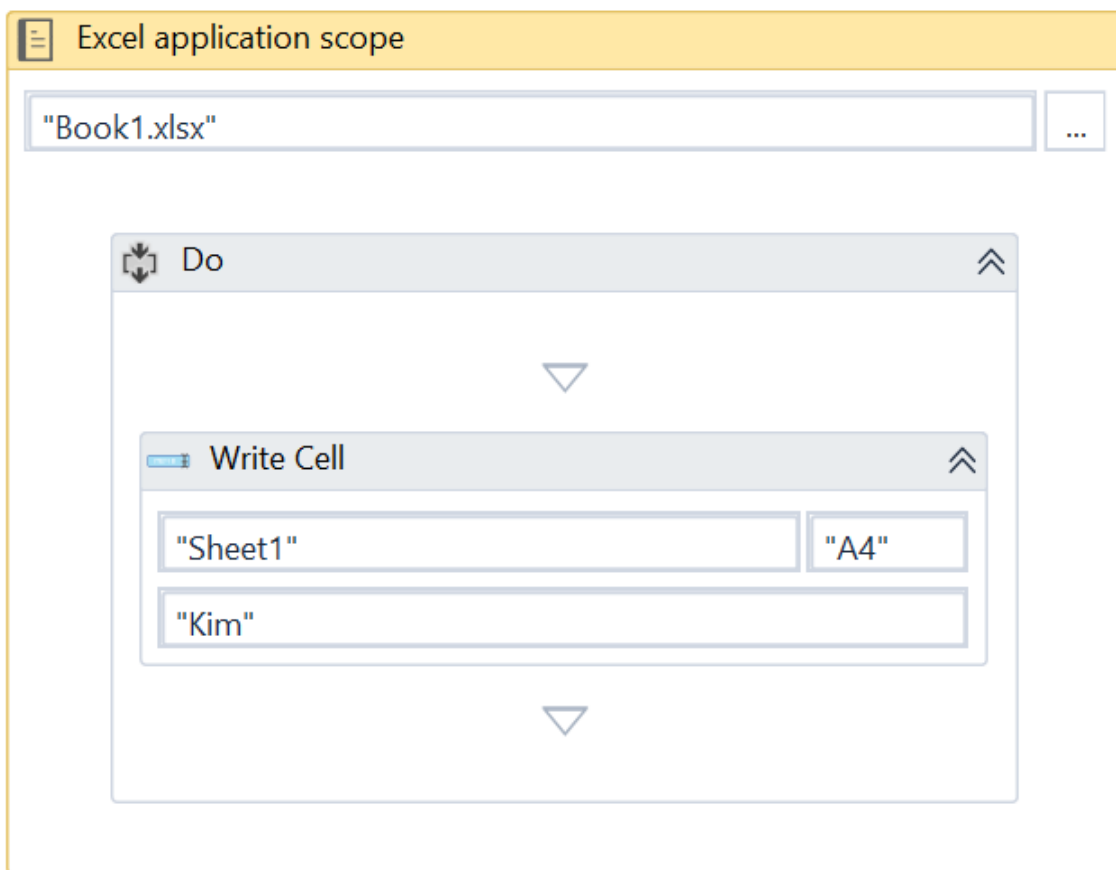 Excel application scope
"Book1.xlsx" ...
Do
Write Cell
"Sheet1" "A4"
"Kim"